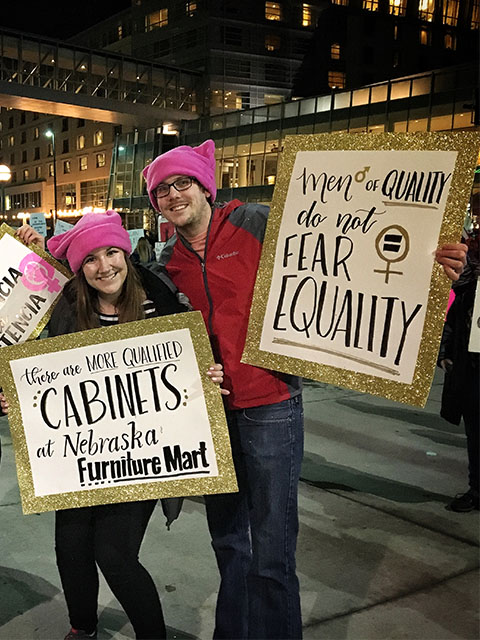 CIA
TENCIA
there are MORE QUALIFIED
CABINETS
at Nebraska
Furniture Mart
Men of QUALITY
do not
FEAR
EQUALITY
Columbia